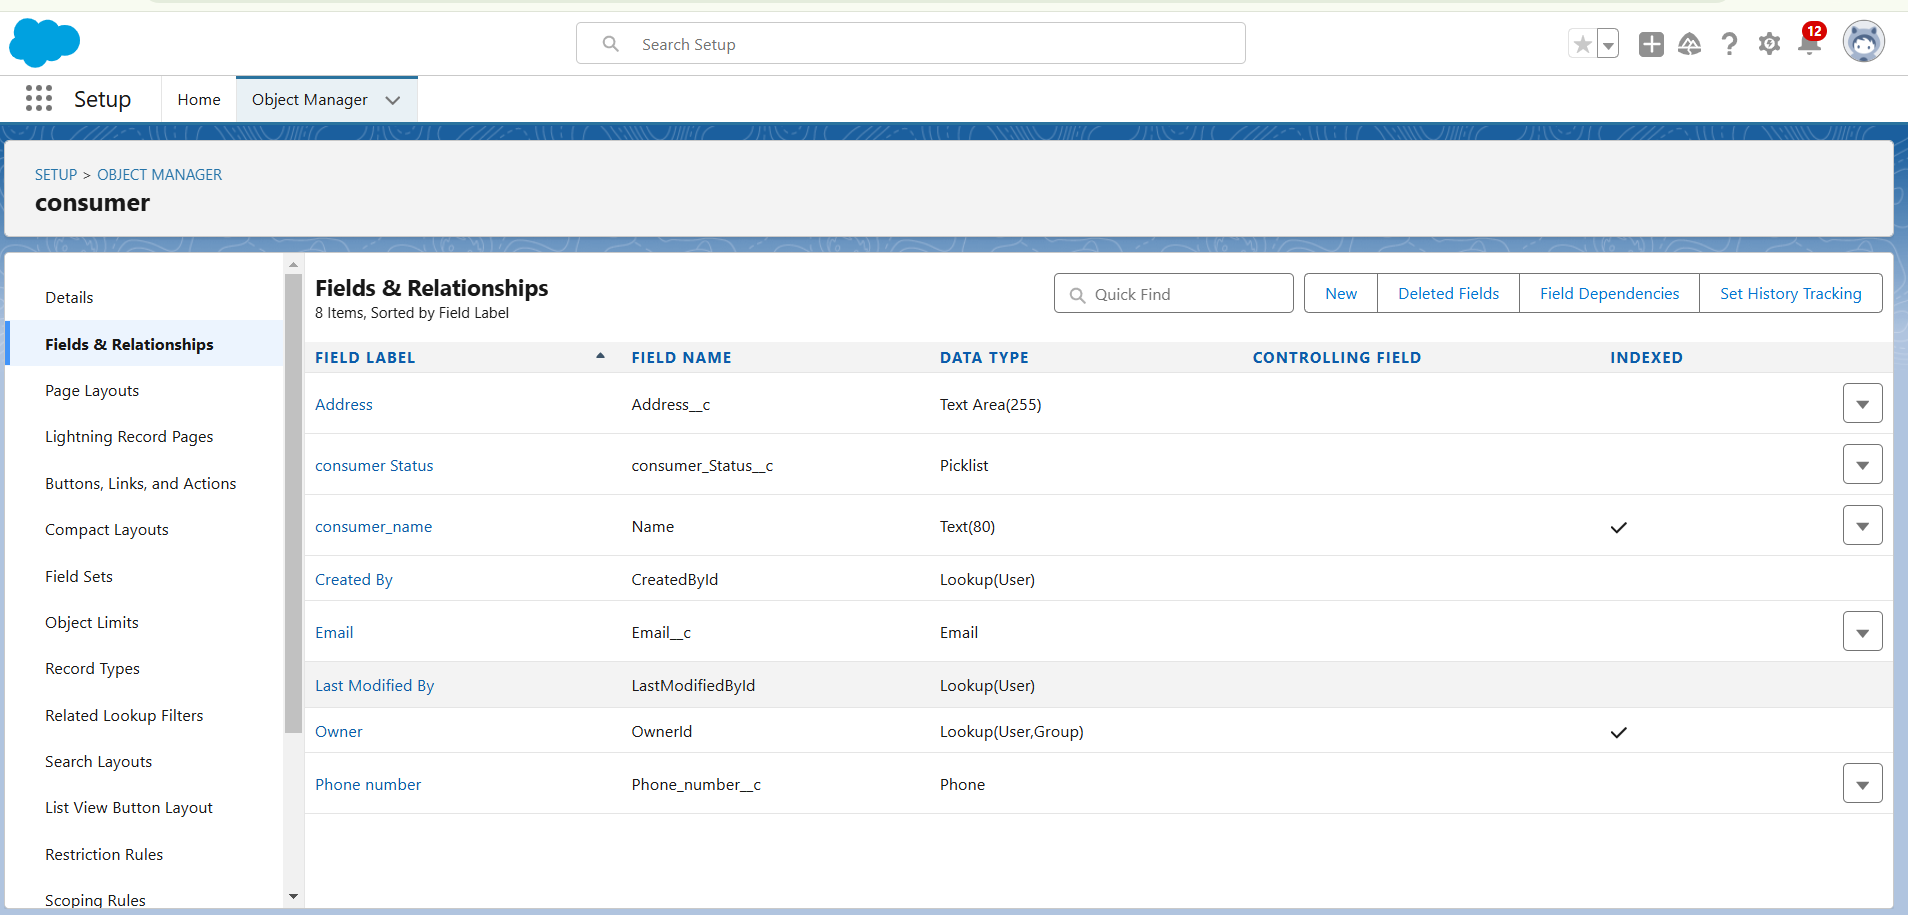 Search Setup
12
Setup
Home
Object Manager
SETUP > OBJECT MANAGER
consumer
Details
Fields & Relationships
Page Layouts
Lightning Record Pages
Buttons, Links, and Actions
Compact Layouts
Field Sets
Object Limits
Record Types
Related Lookup Filters
Search Layouts
List View Button Layout
Restriction Rules
Scoping Rules
Fields & Relationships
8 Items, Sorted by Field Label
Quick Find
New
Deleted Fields
Field Dependencies
Set History Tracking
FIELD LABEL FIELD NAME DATA TYPE CONTROLLING FIELD INDEXED
Address Address__c Text Area(255)
consumer Status consumer_Status__c Picklist
consumer_name Name Text(80)
Created By CreatedById Lookup(User)
Email Email__c Email
Last Modified By LastModifiedById Lookup(User)
Owner OwnerId Lookup(User,Group)
Phone number Phone_number__c Phone